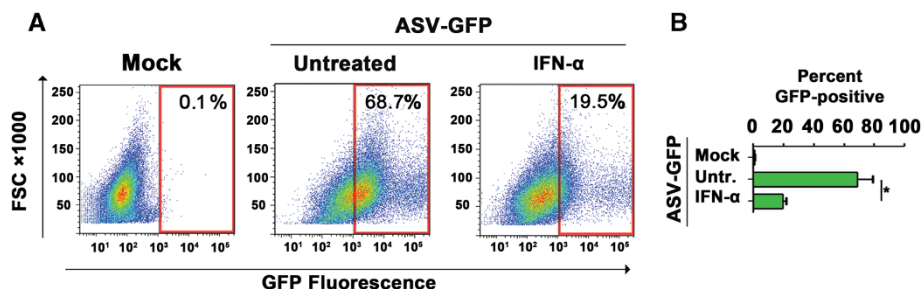 A
ASV-GFP
Mock
Untreated
IFN-α
FSC ×1000
250
200
150
100
50
0.1%
10¹ 10² 10³ 10⁴ 10⁵
250
200
150
100
50
68.7%
10¹ 10² 10³ 10⁴ 10⁵
250
200
150
100
50
19.5%
10¹ 10² 10³ 10⁴ 10⁵
GFP Fluorescence
B
Percent
GFP-positive
0 20 40 60 80 100
ASV-GFP
Mock
Untr.
IFN-α
*